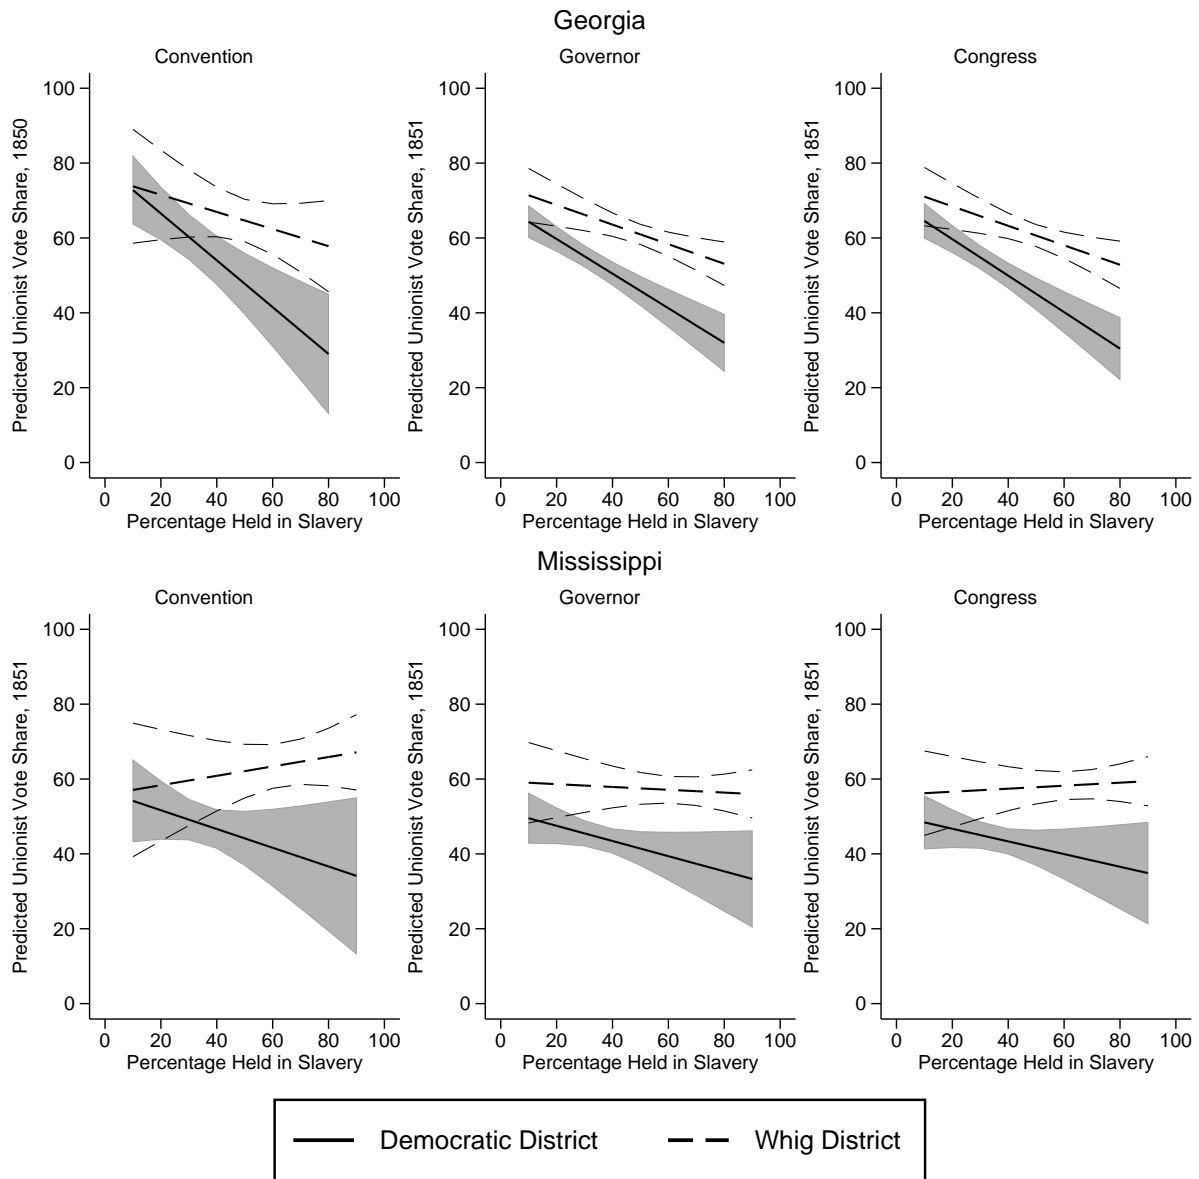 Georgia
Convention
Governor
Congress
Predicted Unionist Vote Share, 1850
100
80
60
40
20
0
0 20 40 60 80 100
Percentage Held in Slavery
Predicted Unionist Vote Share, 1851
100
80
60
40
20
0
0 20 40 60 80 100
Percentage Held in Slavery
Predicted Unionist Vote Share, 1851
100
80
60
40
20
0
0 20 40 60 80 100
Percentage Held in Slavery
Mississippi
Convention
Governor
Congress
Predicted Unionist Vote Share, 1851
100
80
60
40
20
0
0 20 40 60 80 100
Percentage Held in Slavery
Predicted Unionist Vote Share, 1851
100
80
60
40
20
0
0 20 40 60 80 100
Percentage Held in Slavery
Predicted Unionist Vote Share, 1851
100
80
60
40
20
0
0 20 40 60 80 100
Percentage Held in Slavery
Democratic District
Whig District